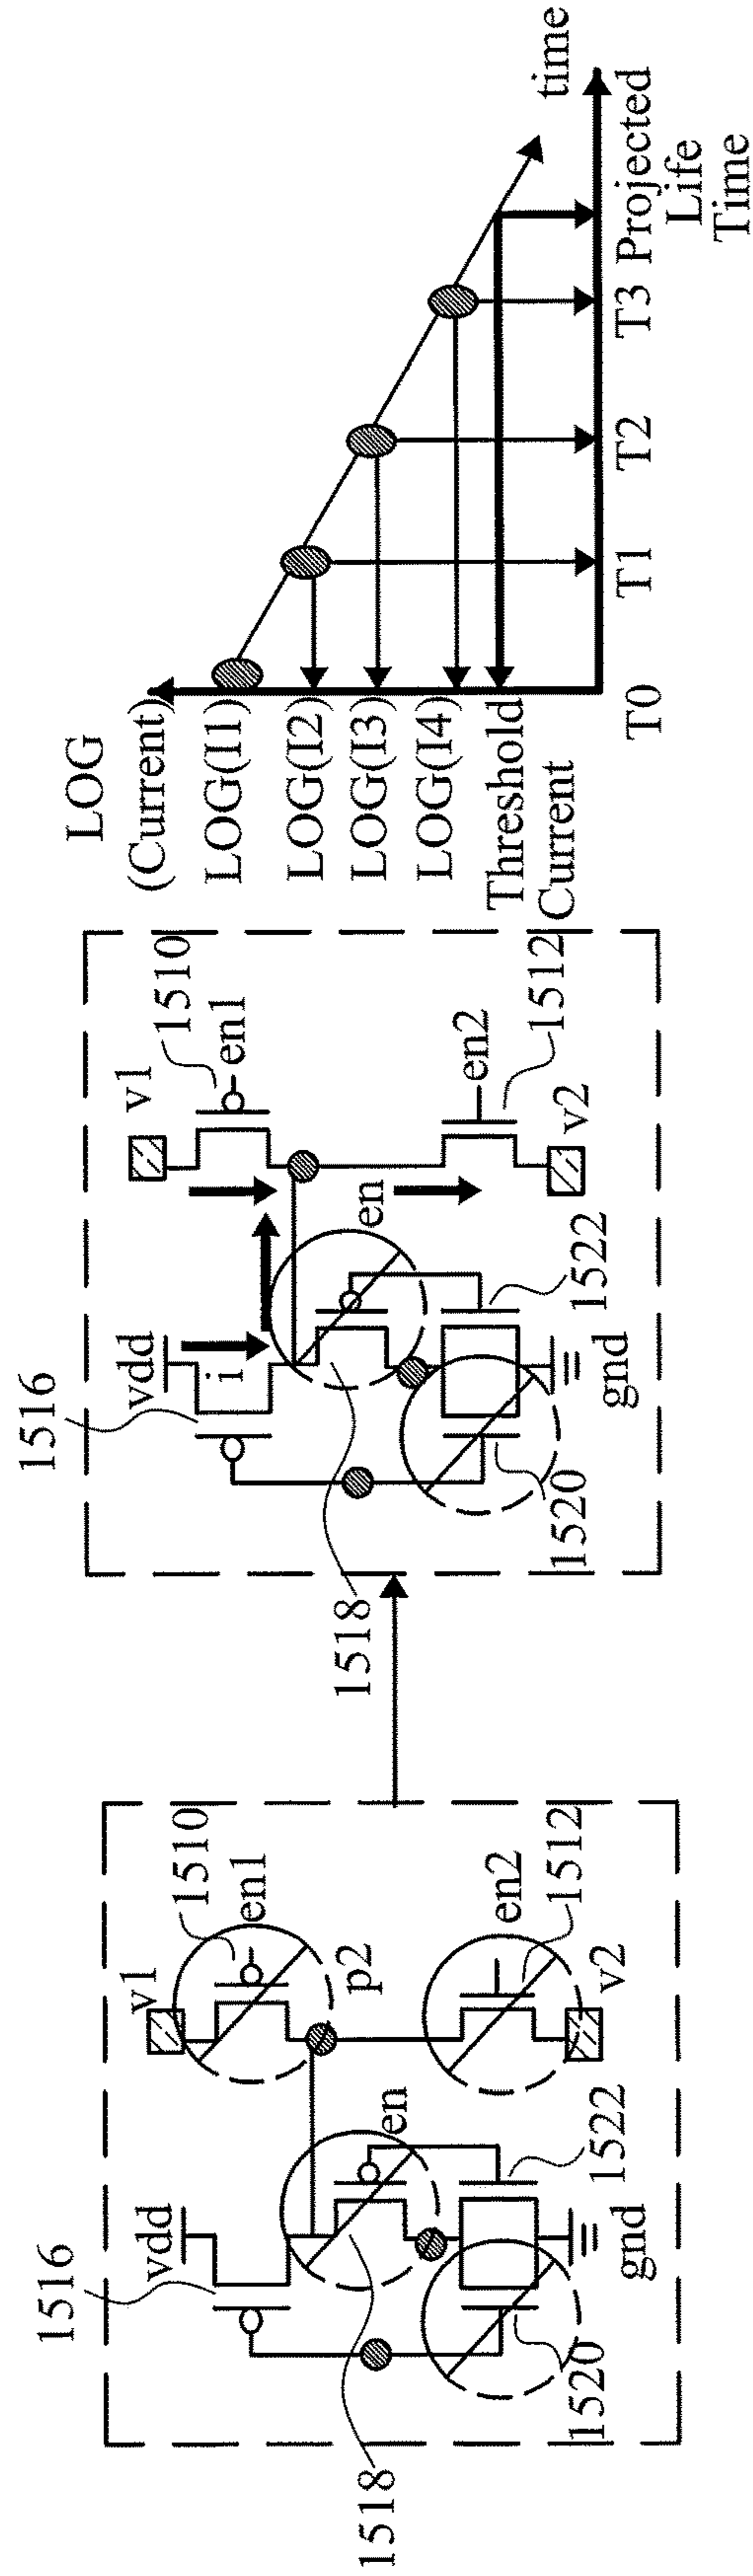 1516
vdd
v1
1510
en1
p2
en
en2
1512
v2
1522
gnd
1520
1518
1516
vdd
i
v1
1510
en1
en
en2
1512
v2
1522
gnd
1520
1518
LOG
(Current)
LOG(I1)
LOG(I2)
LOG(I3)
LOG(I4)
Threshold
Current
T0
T1
T2
T3
Projected
Life
Time
time